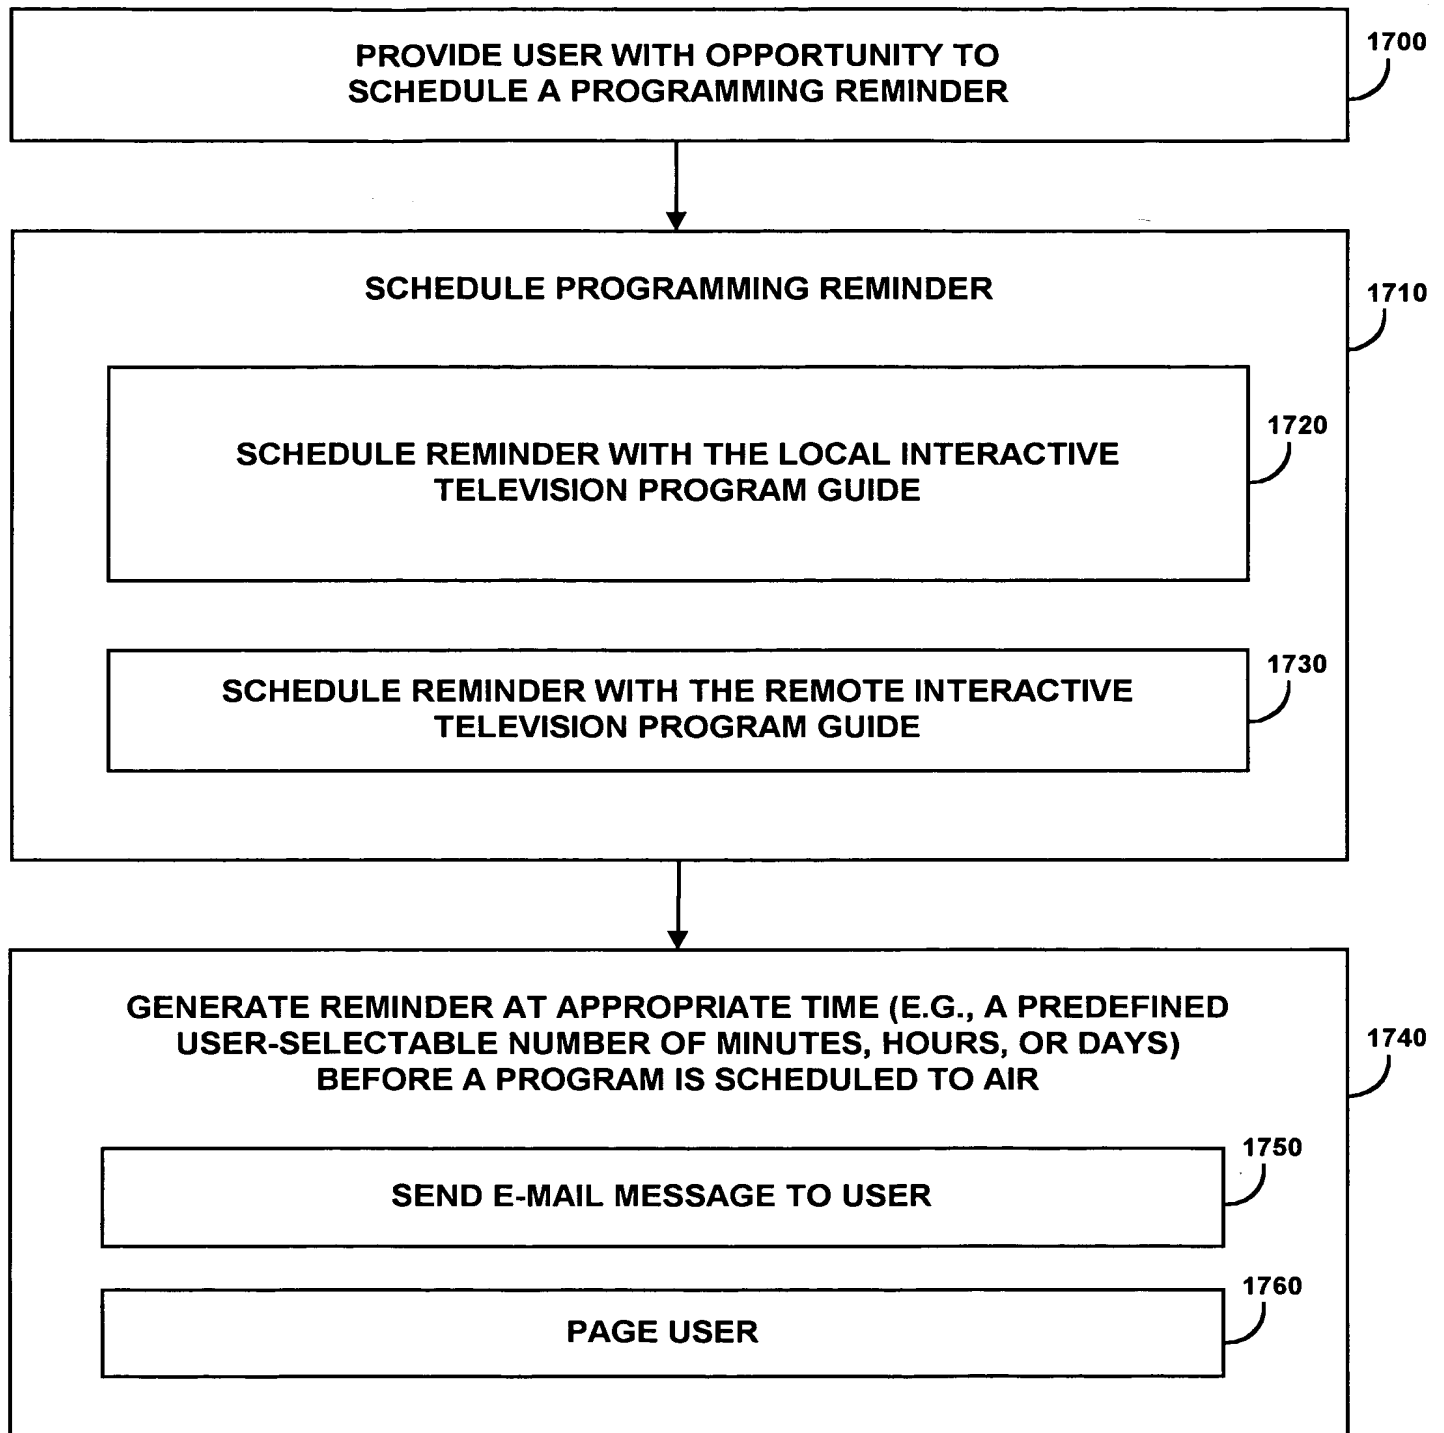 PROVIDE USER WITH OPPORTUNITY TO
SCHEDULE A PROGRAMMING REMINDER
1700
SCHEDULE PROGRAMMING REMINDER
1710
SCHEDULE REMINDER WITH THE LOCAL INTERACTIVE
TELEVISION PROGRAM GUIDE
1720
SCHEDULE REMINDER WITH THE REMOTE INTERACTIVE
TELEVISION PROGRAM GUIDE
1730
GENERATE REMINDER AT APPROPRIATE TIME (E.G., A PREDEFINED
USER-SELECTABLE NUMBER OF MINUTES, HOURS, OR DAYS)
BEFORE A PROGRAM IS SCHEDULED TO AIR
1740
SEND E-MAIL MESSAGE TO USER
1750
PAGE USER
1760